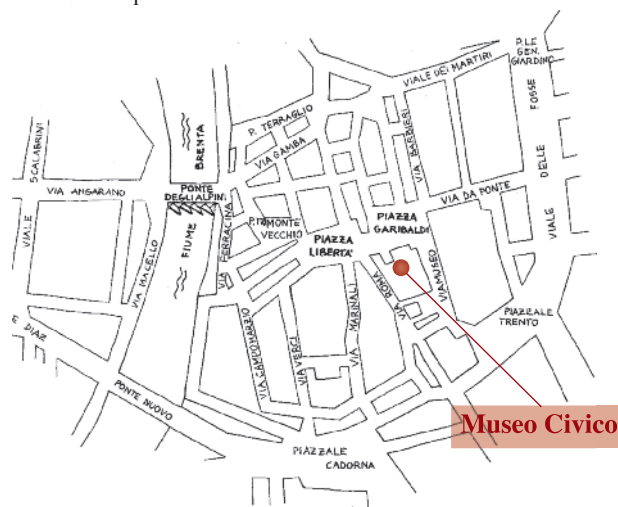 P.LE
GEN.
GIARDINO
VIALE DEI MARTIRI
FOSSE
DELLE
VIALE
P. TERRAGLIO
VIA GAMBA
VIA BARBIERI
BRENTA
SCALABRINI
VIALE
VIA ANGARANO
PONTE
DEGLI ALPINI
VIA DA PONTE
FIUME
VIA FERRACINA
MONTE
VECCHIO
PIAZZA
LIBERTA'
PIAZZA
GARIBALDI
VIA MACELLO
VIA ROMA
VIA MUSEO
PIAZZALE
TRENTO
VIA CAMPOMARZIO
VIA VERCI
VIA MARINALI
E DIAZ
PONTE NUOVO
Museo Civico
PIAZZALE
CADORNA